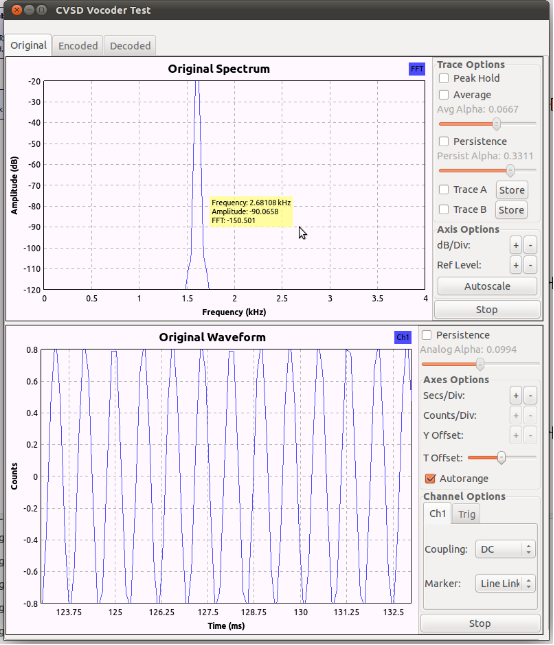 CVSD Vocoder Test
Original Encoded Decoded
Original Spectrum
FFT
-20
-30
-40
-50
-60
-70
-80
-90
-100
-110
-120
Amplitude (dB)
Frequency: 2.68108 kHz
Amplitude: -90.0658
FFT: -150.501
0 0.5 1 1.5 2 2.5 3 3.5 4
Frequency (kHz)
Trace Options
Peak Hold
Average
Avg Alpha: 0.0667
Persistence
Persist Alpha: 0.3311
Trace A Store
Trace B Store
Axis Options
dB/Div: + -
Ref Level: + -
Autoscale
Stop
Original Waveform
Ch1
0.8
0.6
0.4
0.2
0
-0.2
-0.4
-0.6
-0.8
Counts
123.75 125 126.25 127.5 128.75 130 131.25 132.5
Time (ms)
Persistence
Analog Alpha: 0.0994
Axes Options
Secs/Div: + -
Counts/Div: + -
Y Offset: + -
T Offset:
Autorange
Channel Options
Ch1 Trig
Coupling: DC
Marker: Line Link
Stop